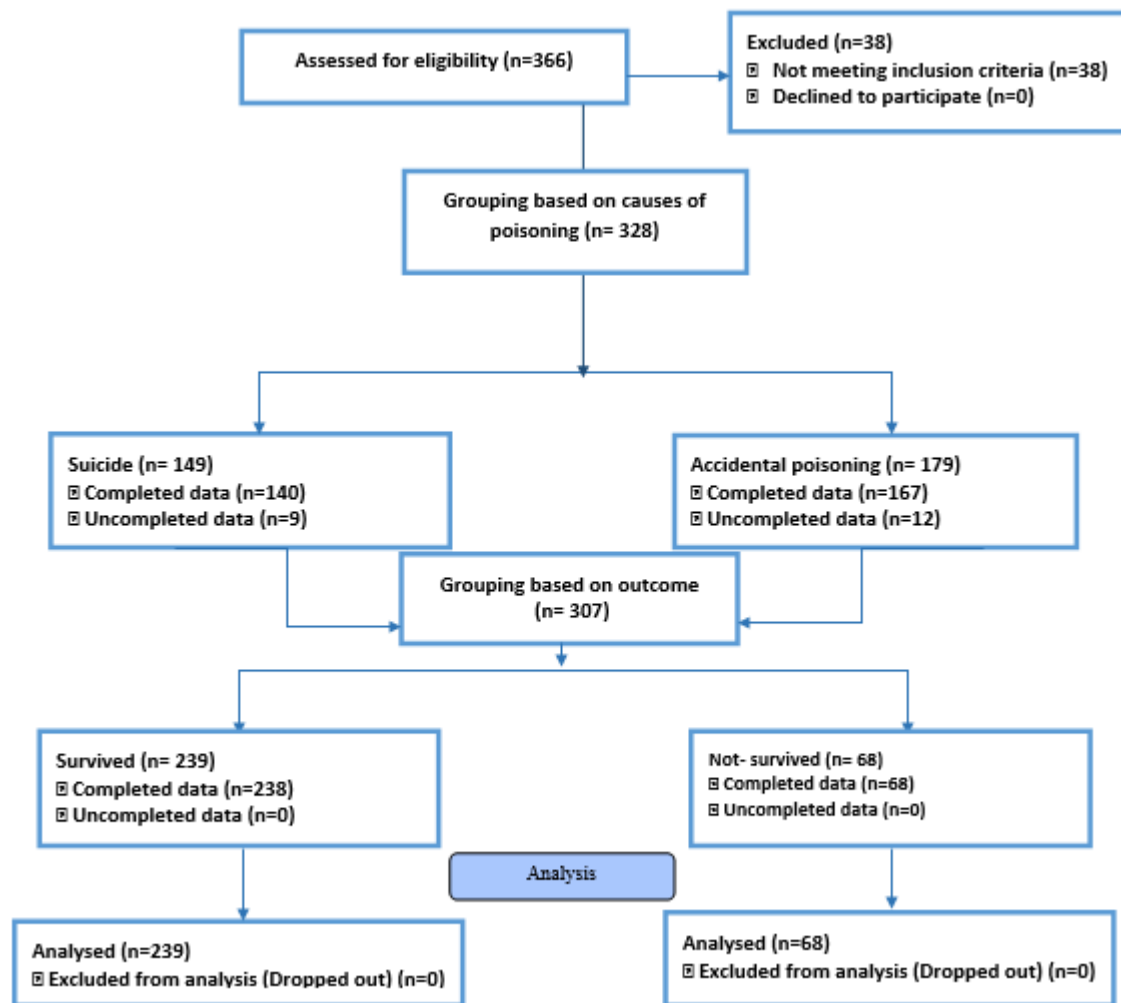 Assessed for eligibility (n=366)
Excluded (n=38)
Not meeting inclusion criteria (n=38)
Declined to participate (n=0)
Grouping based on causes of
poisoning (n= 328)
Suicide (n= 149)
Completed data (n=140)
Uncompleted data (n=9)
Accidental poisoning (n= 179)
Completed data (n=167)
Uncompleted data (n=12)
Grouping based on outcome
(n= 307)
Survived (n= 239)
Completed data (n=238)
Uncompleted data (n=0)
Not- survived (n= 68)
Completed data (n=68)
Uncompleted data (n=0)
Analysis
Analysed (n=239)
Excluded from analysis (Dropped out) (n=0)
Analysed (n=68)
Excluded from analysis (Dropped out) (n=0)